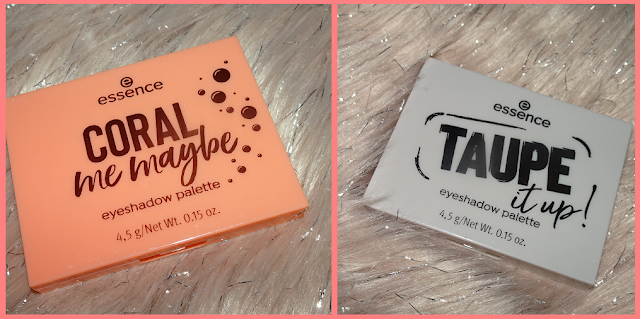 essence
CORAL
me maybe
eyeshadow palette
4,5 g/Net Wt. 0.15 oz.
essence
TAUPE
it up!
eyeshadow palette
4,5 g/Net Wt. 0.15 oz.